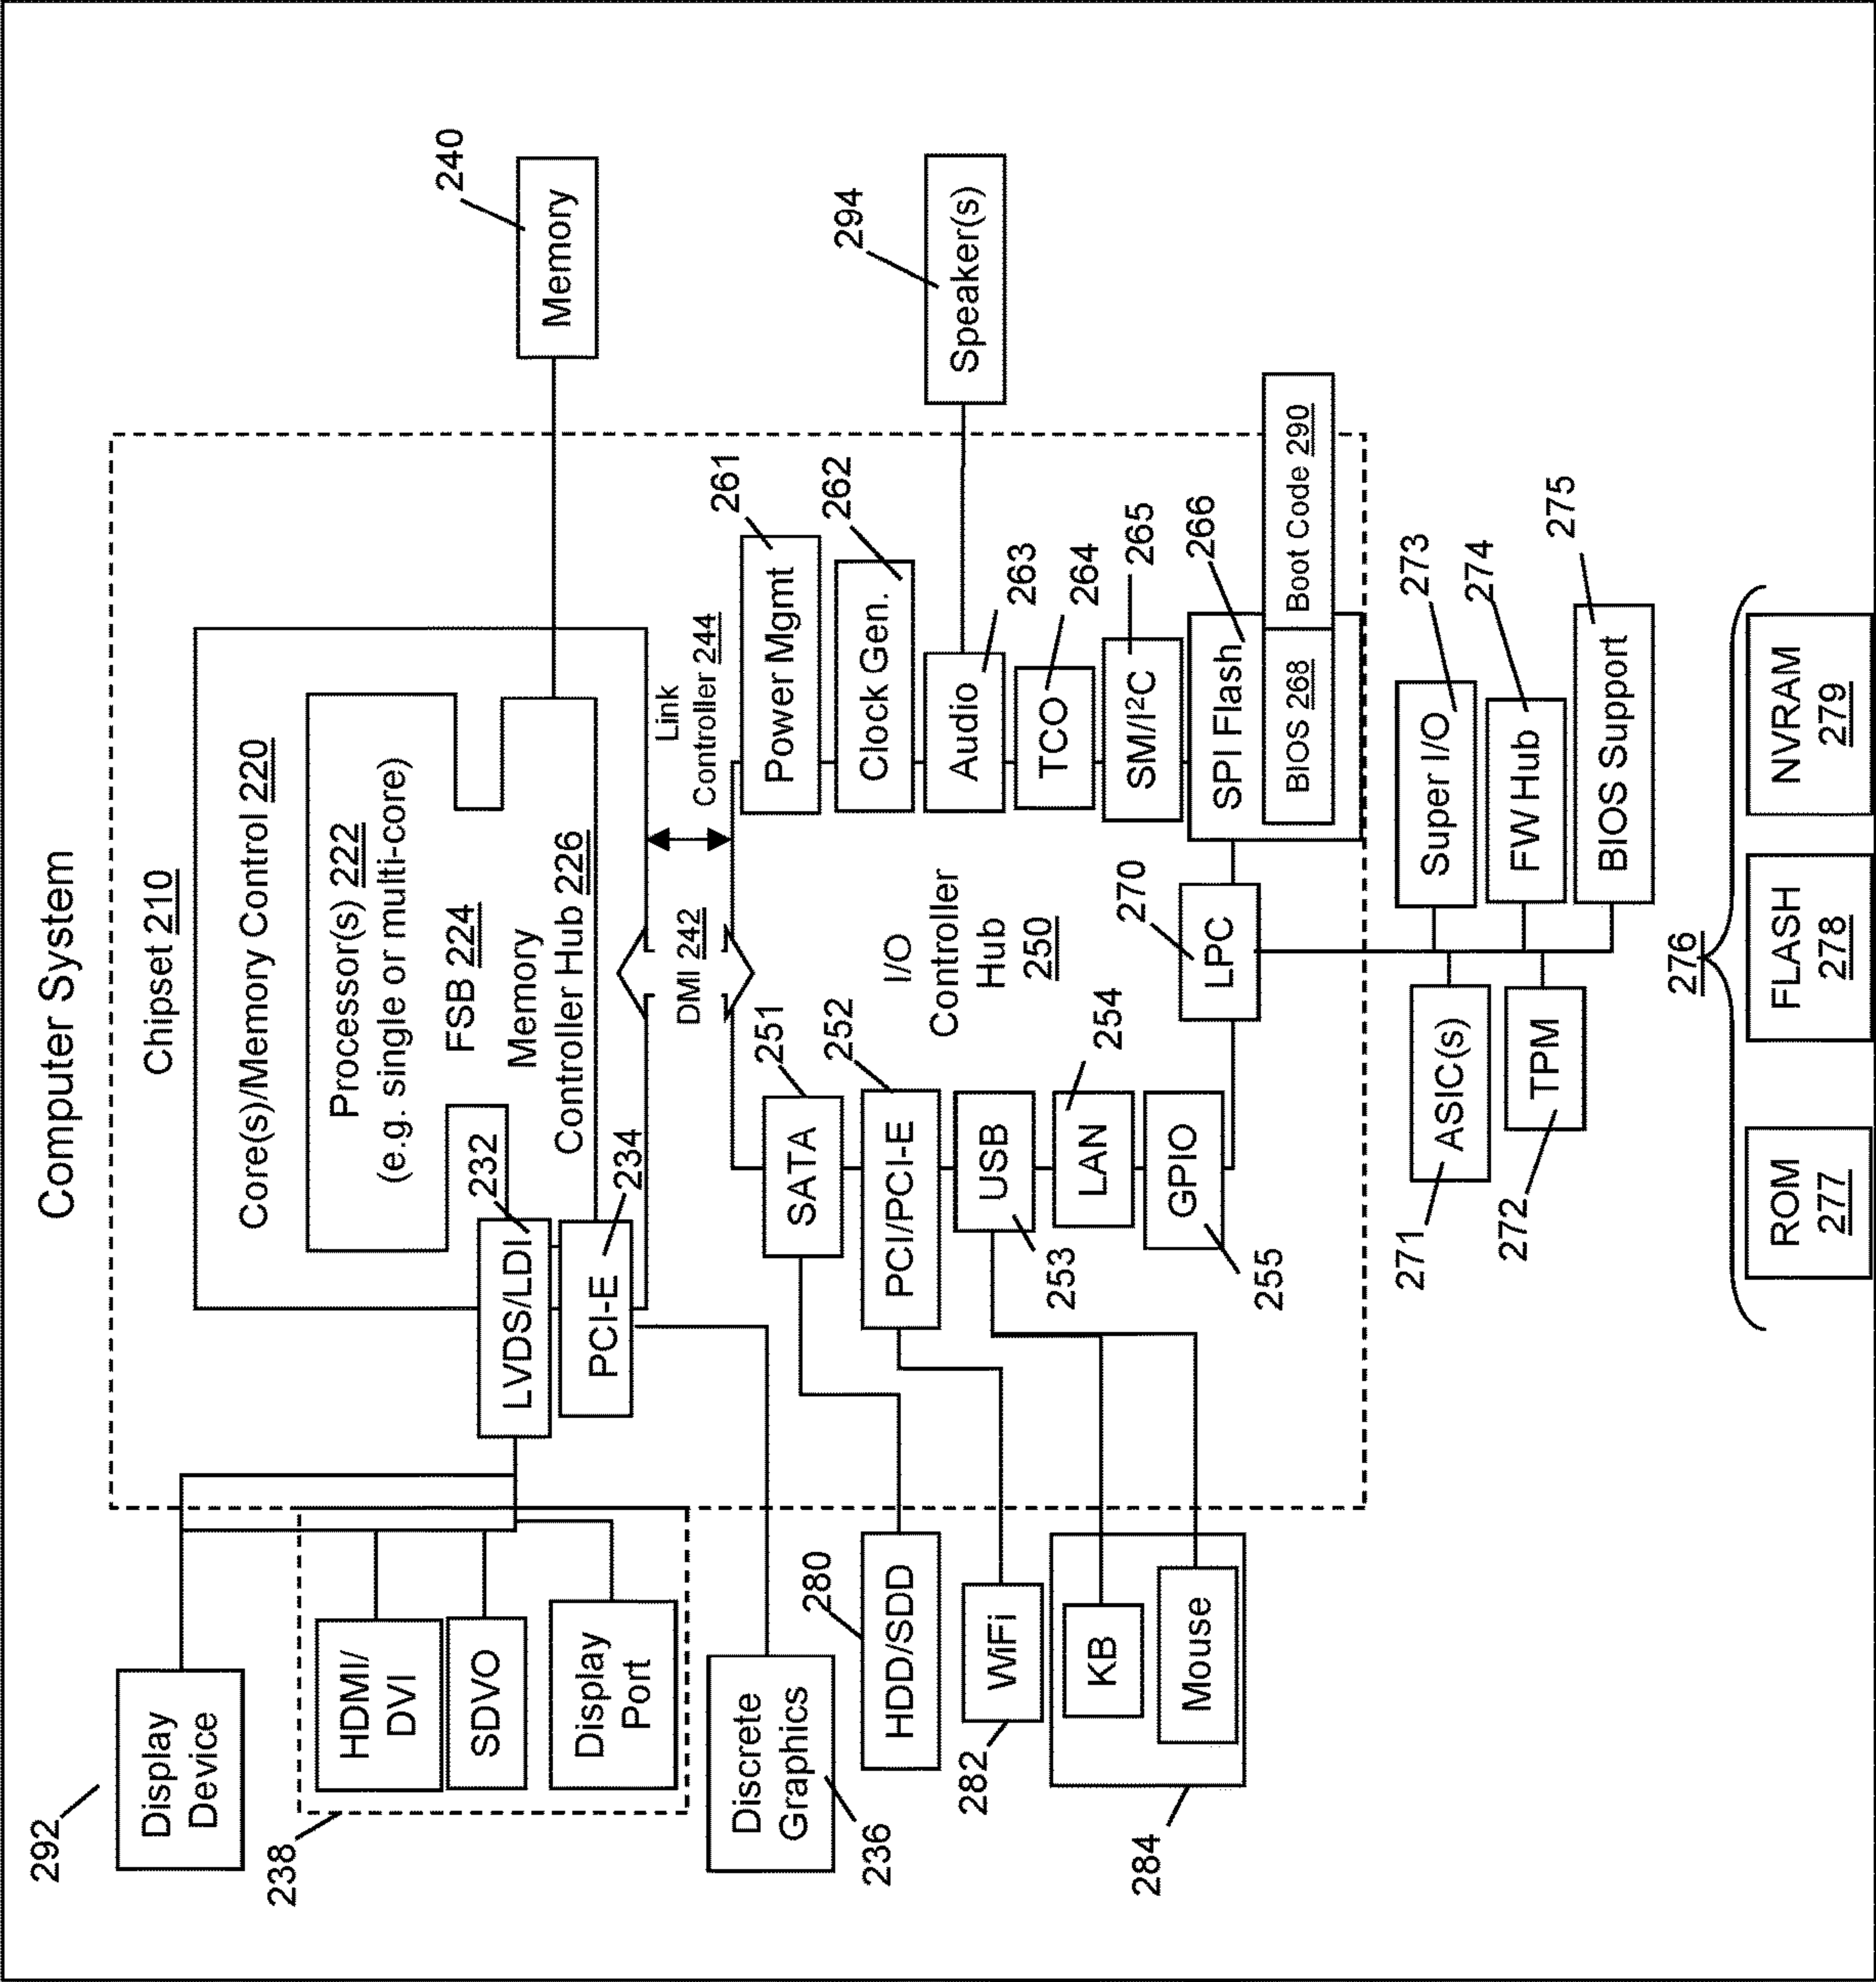 Computer System
Chipset 210
Core(s)/Memory Control 220
Processor(s) 222
(e.g. single or multi-core)
FSB 224
Memory
Controller Hub 226
240
Memory
292
Display
Device
238
HDMI/
DVI
SDVO
Display
Port
232
LVDS/LDI
234
PCI-E
Discrete
Graphics
236
DMI 242
Link
Controller 244
I/O
Controller
Hub
250
251
SATA
252
PCI/PCI-E
USB
253
254
LAN
GPIO
255
261
Power Mgmt
262
Clock Gen.
Audio
263
294
Speaker(s)
TCO
264
SM/I²C
265
SPI Flash
266
BIOS 268
Boot Code 290
280
HDD/SDD
WiFi
282
KB
Mouse
284
270
LPC
ASIC(s)
271
TPM
272
Super I/O
273
FW Hub
274
BIOS Support
275
276
ROM
277
FLASH
278
NVRAM
279